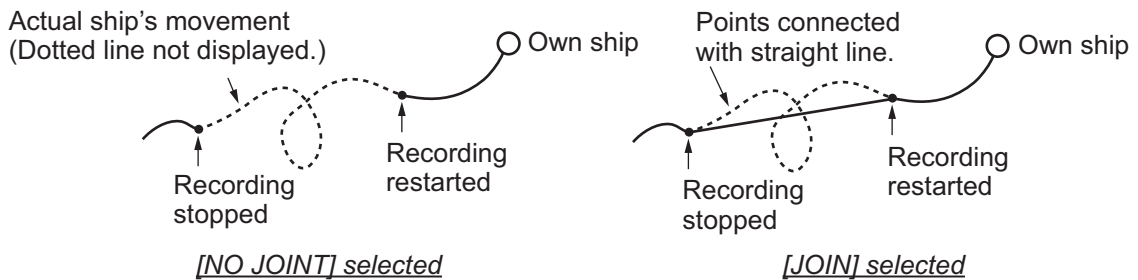 Actual ship's movement
(Dotted line not displayed.)
Own ship
Recording
stopped
Recording
restarted
[NO JOINT] selected
Points connected
with straight line.
Own ship
Recording
stopped
Recording
restarted
[JOIN] selected